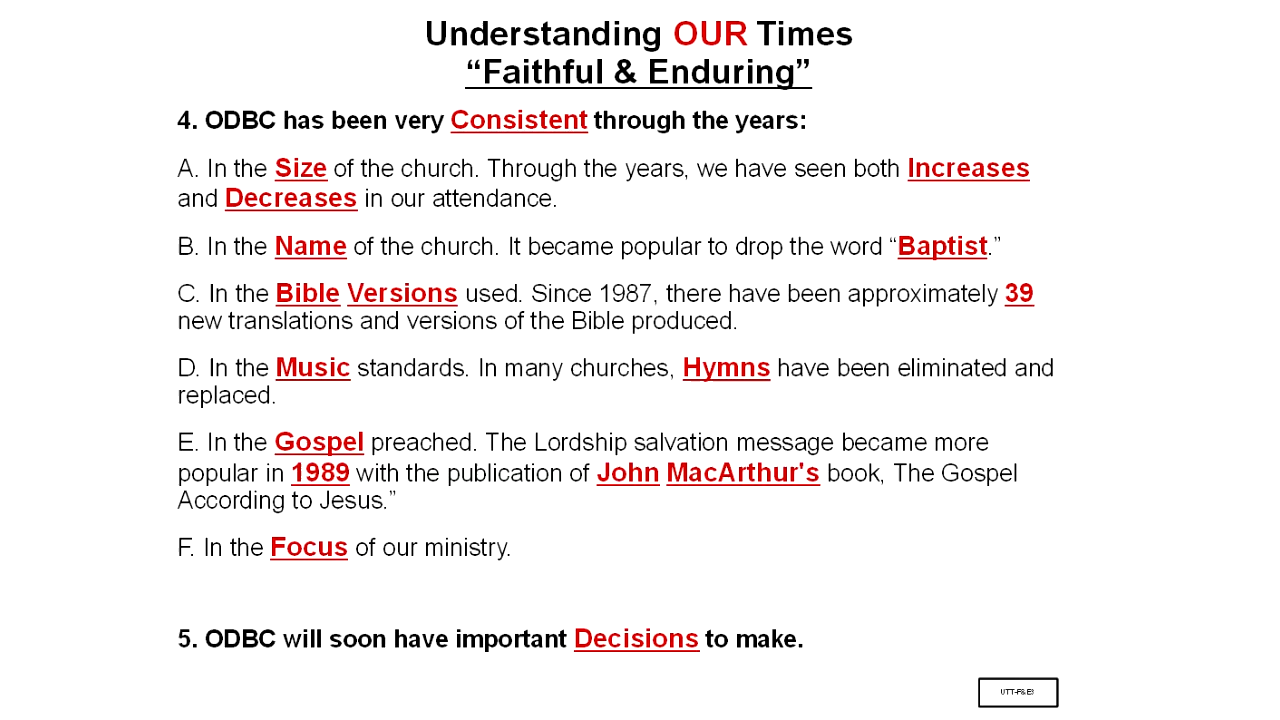 Understanding OUR Times
“Faithful & Enduring”
4. ODBC has been very Consistent through the years:
A. In the Size of the church. Through the years, we have seen both Increases
and Decreases in our attendance.
B. In the Name of the church. It became popular to drop the word “Baptist.”
C. In the Bible Versions used. Since 1987, there have been approximately 39
new translations and versions of the Bible produced.
D. In the Music standards. In many churches, Hymns have been eliminated and
replaced.
E. In the Gospel preached. The Lordship salvation message became more
popular in 1989 with the publication of John MacArthur's book, The Gospel
According to Jesus.”
F. In the Focus of our ministry.
5. ODBC will soon have important Decisions to make.